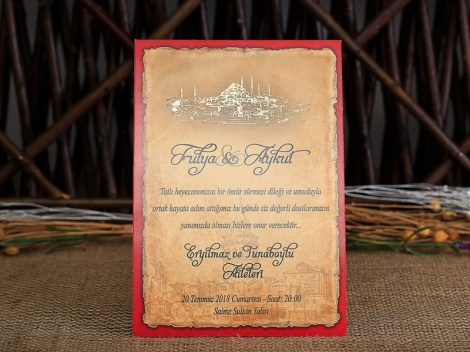 Fulya & Aykut
Tatlı heyecanımızın bir ömür sürmesi dileği ve umuduyla
ortak hayata adım attığımız bu günde siz değerli dostlarımızın
yanımızda olması bizlere onur verecektir...
Eryılmaz ve Tunaboylu
Aileleri
20 Temmuz 2018 Cumartesi - Saat: 20:00
Saime Sultan Yalısı